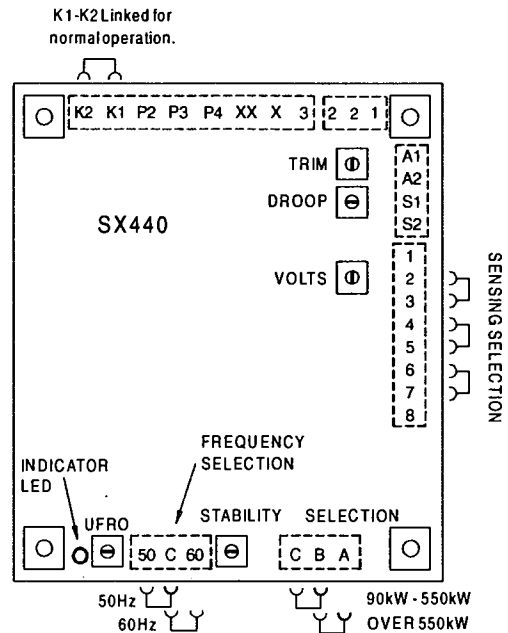 K1-K2 Linked for
normal operation.
K2 K1 P2 P3 P4 XX X 3 2 2 1
TRIM
DROOP
SX440
VOLTS
A1
A2
S1
S2
1
2
3
4
5
6
7
8
SENSING SELECTION
FREQUENCY
SELECTION
INDICATOR
LED
UFRO
STABILITY
SELECTION
50 C 60
C B A
50Hz
60Hz
90kW - 550kW
OVER 550kW